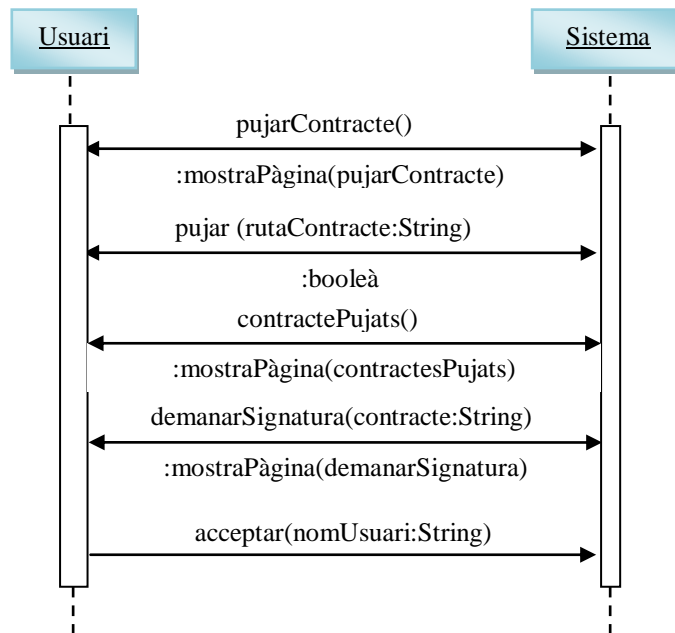 Usuari
Sistema
pujarContracte()
:mostraPàgina(pujarContracte)
pujar (rutaContracte:String)
:booleà
contractePujats()
:mostraPàgina(contractesPujats)
demanarSignatura(contracte:String)
:mostraPàgina(demanarSignatura)
acceptar(nomUsuari:String)